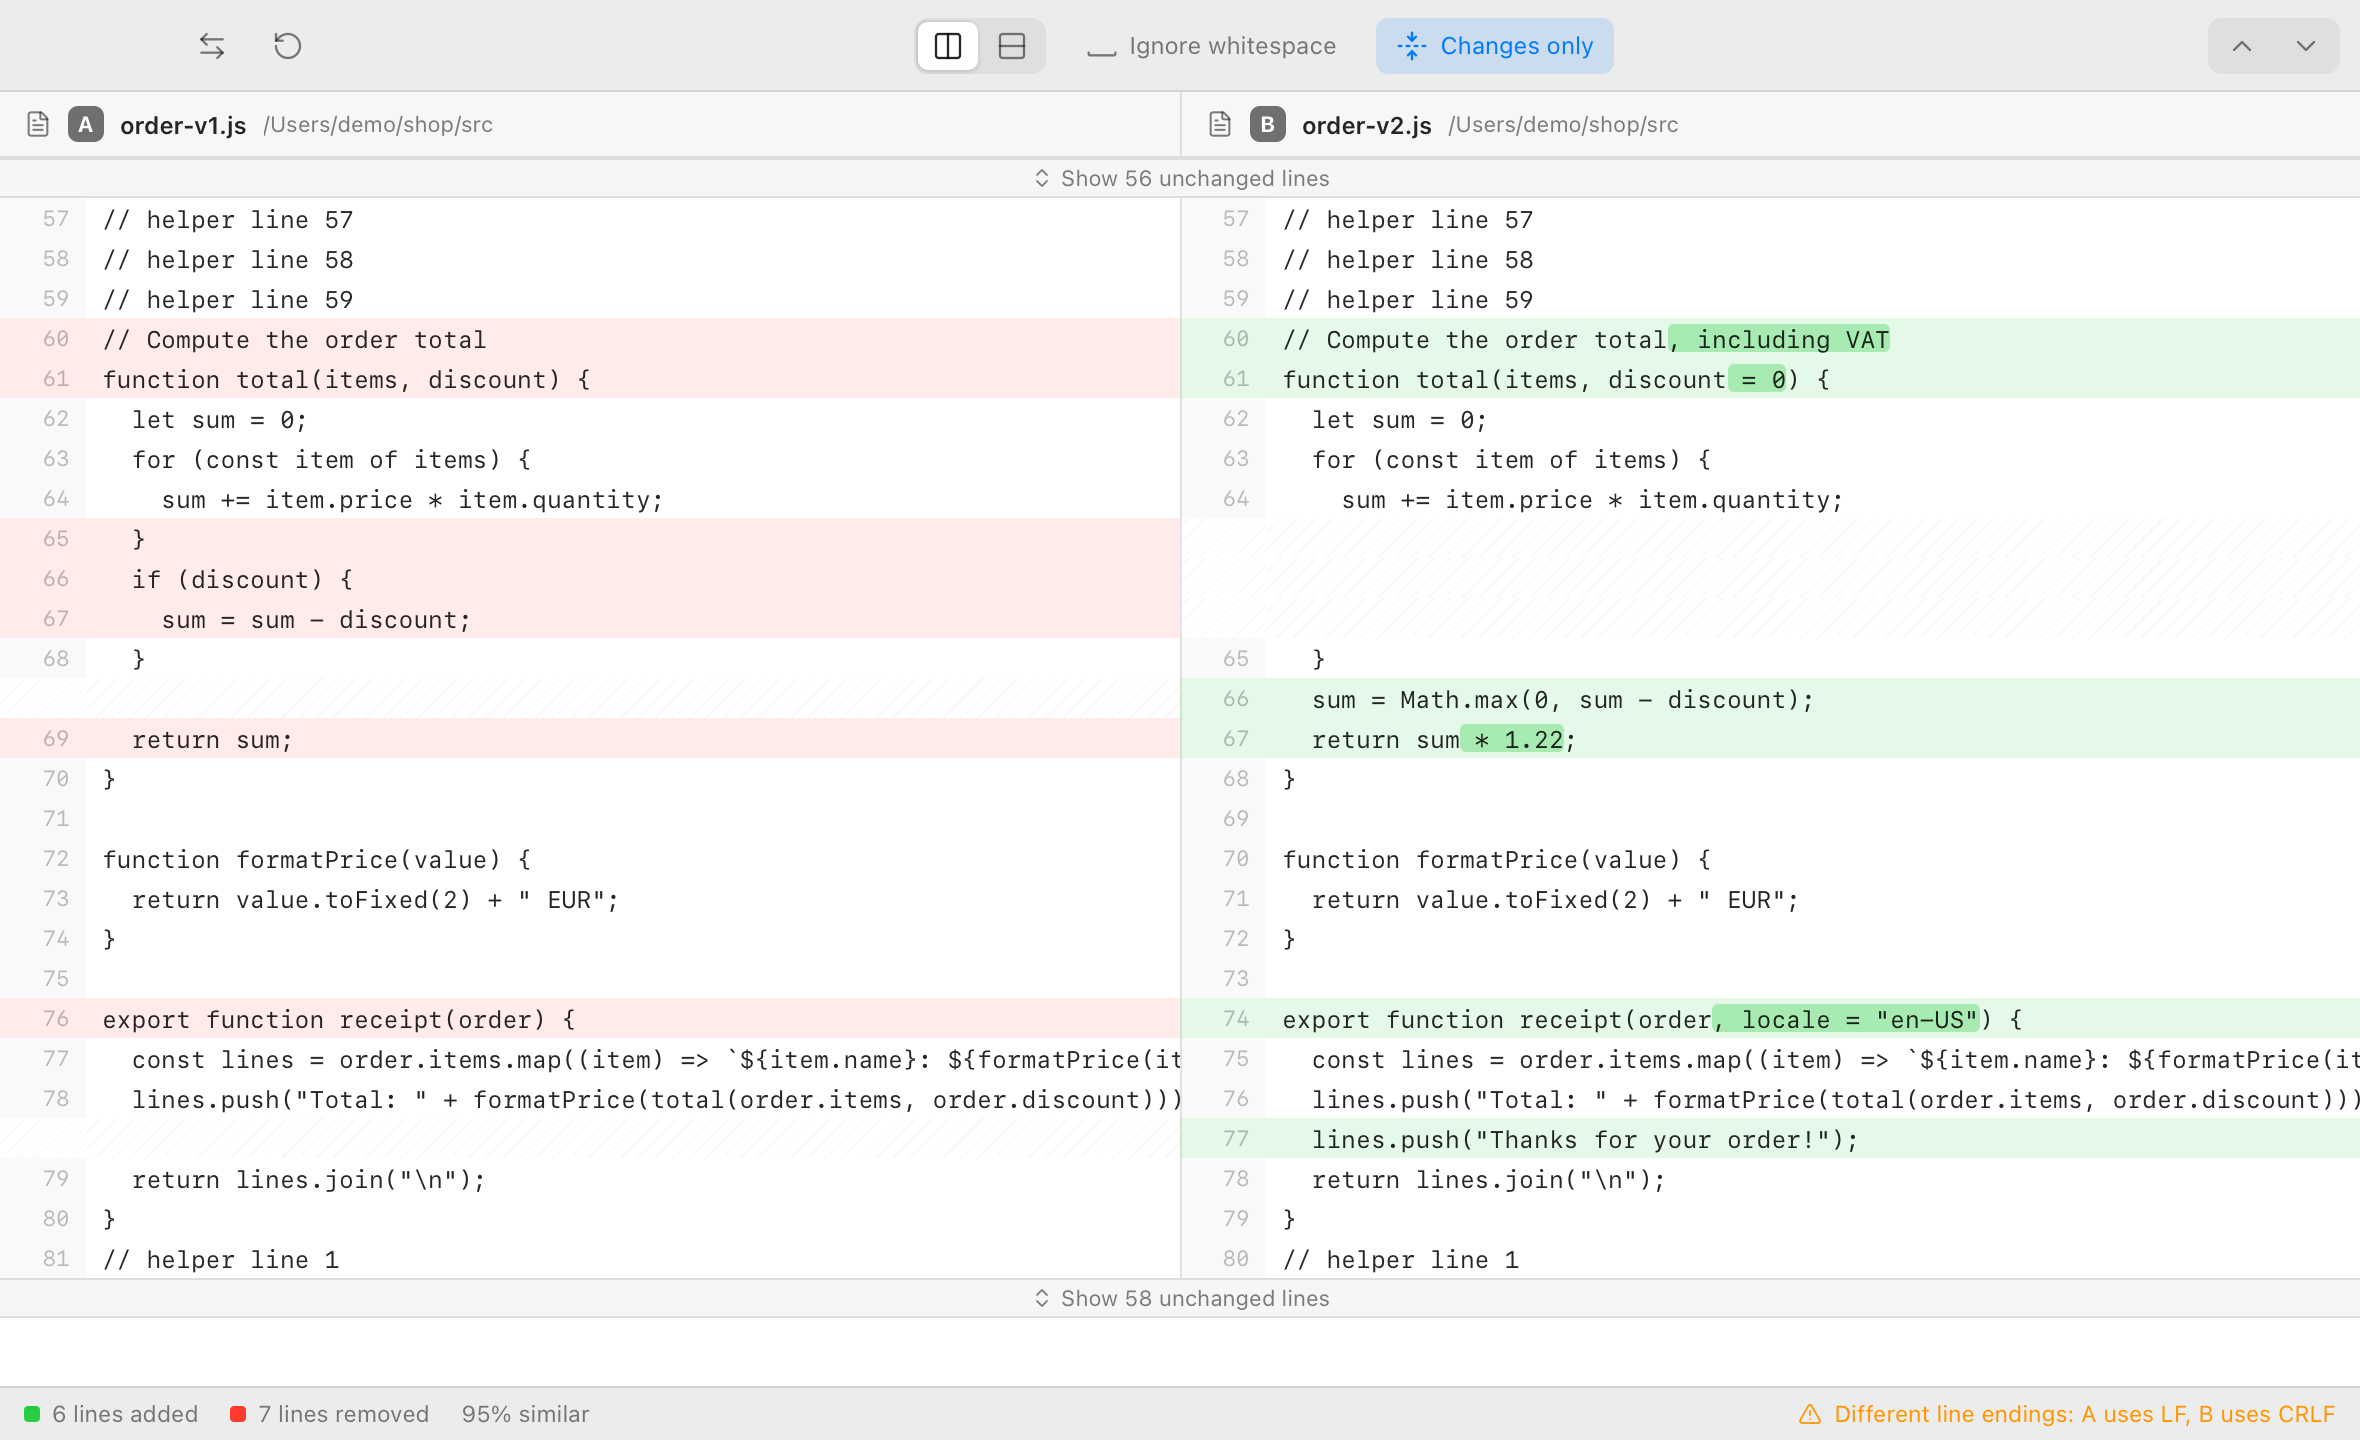 Ignore whitespace
Changes only
A order-v1.js /Users/demo/shop/src
B order-v2.js /Users/demo/shop/src
Show 56 unchanged lines
57 // helper line 57
58 // helper line 58
59 // helper line 59
60 // Compute the order total
61 function total(items, discount) {
62   let sum = 0;
63   for (const item of items) {
64     sum += item.price * item.quantity;
65   }
66   if (discount) {
67     sum = sum - discount;
68   }
69   return sum;
70 }
71
72 function formatPrice(value) {
73   return value.toFixed(2) + " EUR";
74 }
75
76 export function receipt(order) {
77   const lines = order.items.map((item) => `${item.name}: ${formatPrice(it
78   lines.push("Total: " + formatPrice(total(order.items, order.discount)))
79   return lines.join("\n");
80 }
81 // helper line 1
57 // helper line 57
58 // helper line 58
59 // helper line 59
60 // Compute the order total, including VAT
61 function total(items, discount = 0) {
62   let sum = 0;
63   for (const item of items) {
64     sum += item.price * item.quantity;
65   }
66   sum = Math.max(0, sum - discount);
67   return sum * 1.22;
68 }
69
70 function formatPrice(value) {
71   return value.toFixed(2) + " EUR";
72 }
73
74 export function receipt(order, locale = "en-US") {
75   const lines = order.items.map((item) => `${item.name}: ${formatPrice(it
76   lines.push("Total: " + formatPrice(total(order.items, order.discount)))
77   lines.push("Thanks for your order!");
78   return lines.join("\n");
79 }
80 // helper line 1
Show 58 unchanged lines
6 lines added
7 lines removed
95% similar
Different line endings: A uses LF, B uses CRLF